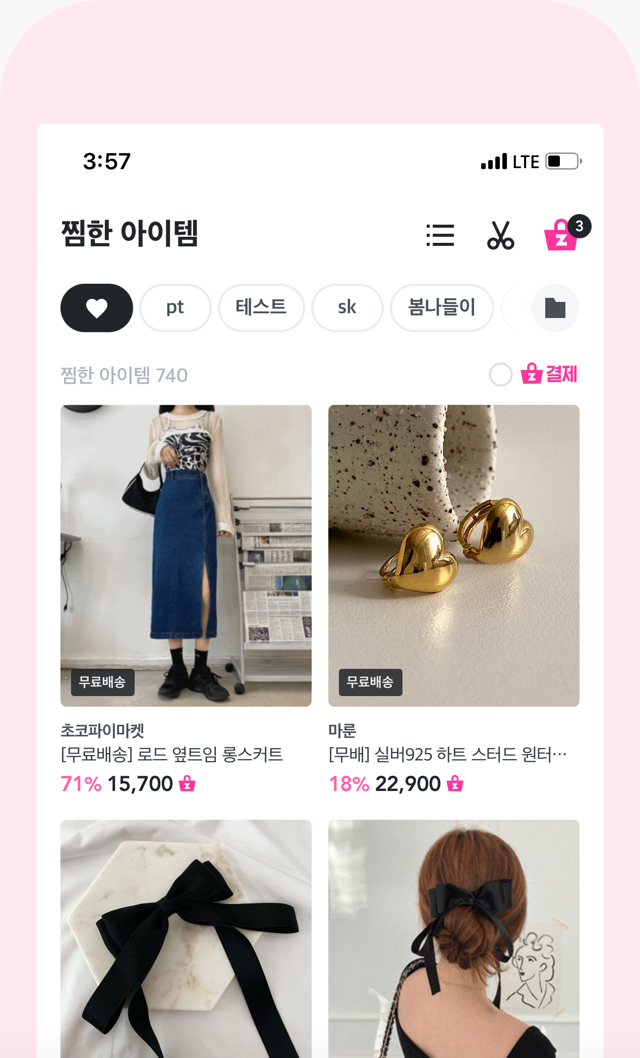 3:57
LTE
찜한 아이템
3
z
pt
테스트
sk
봄나들이
찜한 아이템 740
z 결제
무료배송
무료배송
초코파이마켓
[무료배송] 로드 옆트임 롱스커트
71% 15,700 z
마룬
[무배] 실버925 하트 스터드 원터…
18% 22,900 z